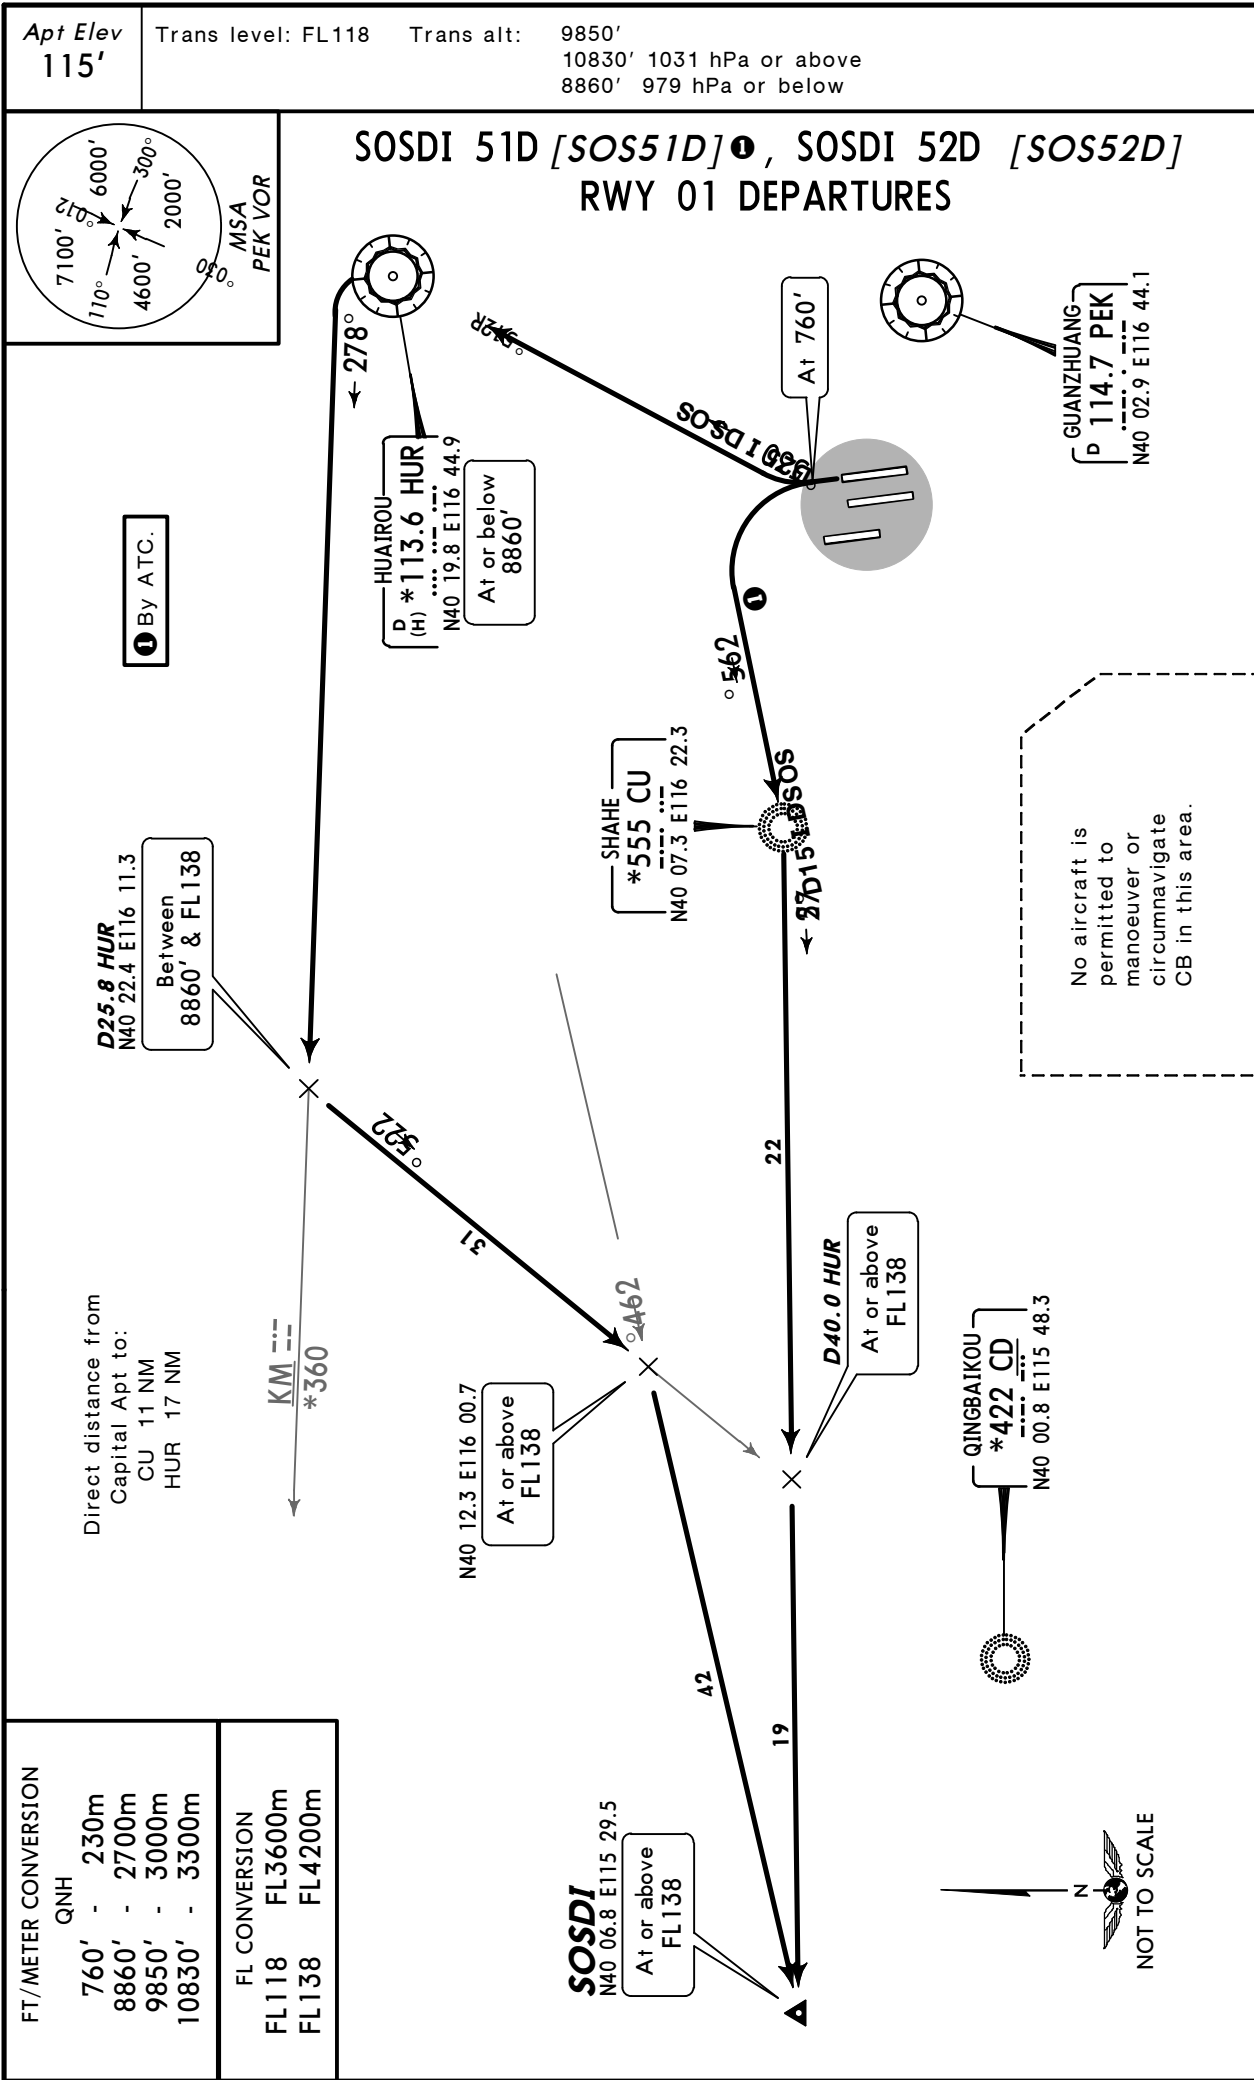 Apt Elev
115'
Trans level: FL118 Trans alt: 9850'
10830' 1031 hPa or above
8860' 979 hPa or below
SOSDI 51D [SOS51D] ❶, SOSDI 52D [SOS52D]
RWY 01 DEPARTURES
MSA
PEK VOR
7100'
6000'
2000'
4600'
300°
110°
012°
030°
278°
HUAIROU
D
(H) *113.6 HUR
N40 19.8 E116 44.9
At or below
8860'
At 760'
GUANZHUANG
D 114.7 PEK
N40 02.9 E116 44.1
❶ By ATC.
❶
SHAHE
*555 CU
N40 07.3 E116 22.3
No aircraft is
permitted to
manoeuver or
circumnavigate
CB in this area.
D25.8 HUR
N40 22.4 E116 11.3
Between
8860' & FL138
31
22
KM
*360
Direct distance from
Capital Apt to:
CU 11 NM
HUR 17 NM
N40 12.3 E116 00.7
At or above
FL138
D40.0 HUR
At or above
FL138
QINGBAIKOU
*422 CD
N40 00.8 E115 48.3
42
19
SOSDI
N40 06.8 E115 29.5
At or above
FL138
N
NOT TO SCALE
FT/METER CONVERSION
QNH
760' - 230m
8860' - 2700m
9850' - 3000m
10830' - 3300m
FL CONVERSION
FL118 FL3600m
FL138 FL4200m